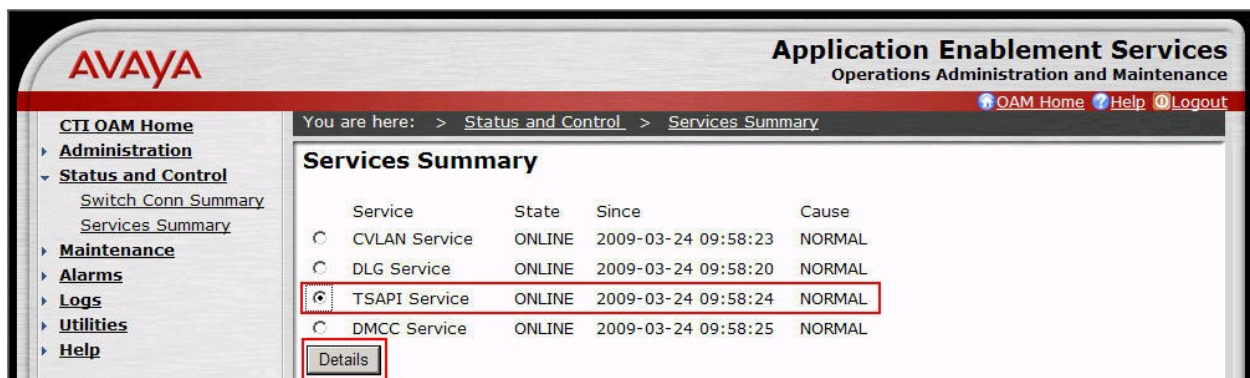 AVAYA
Application Enablement Services
Operations Administration and Maintenance
OAM Home Help Logout
CTI OAM Home
Administration
Status and Control
Switch Conn Summary
Services Summary
Maintenance
Alarms
Logs
Utilities
Help
You are here: > Status and Control > Services Summary
Services Summary
Service State Since Cause
CVLAN Service ONLINE 2009-03-24 09:58:23 NORMAL
DLG Service ONLINE 2009-03-24 09:58:20 NORMAL
TSAPI Service ONLINE 2009-03-24 09:58:24 NORMAL
DMCC Service ONLINE 2009-03-24 09:58:25 NORMAL
Details